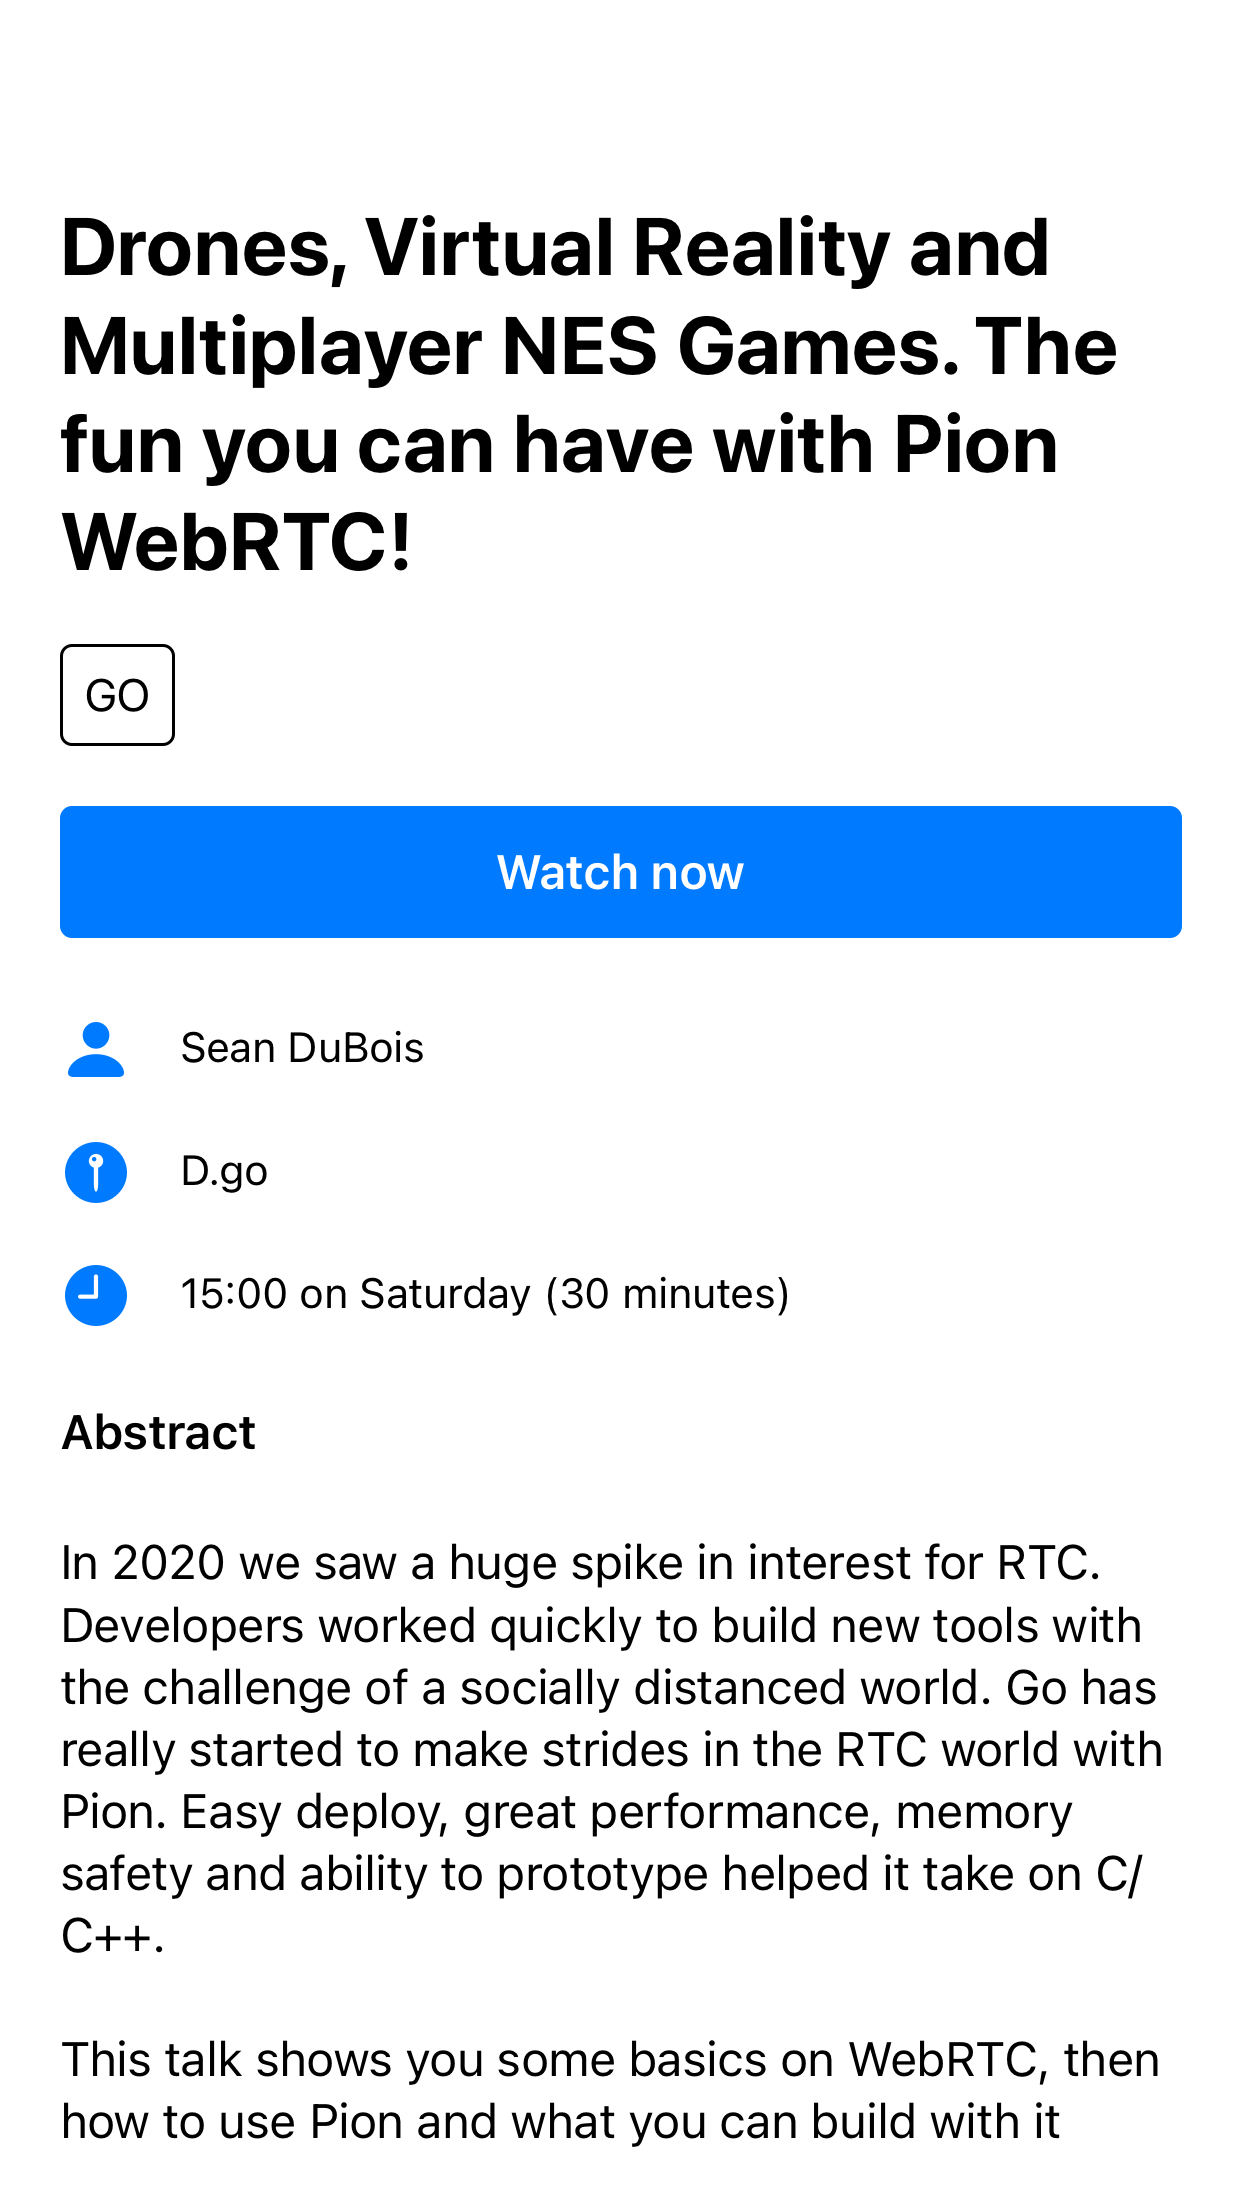 Drones, Virtual Reality and
Multiplayer NES Games. The
fun you can have with Pion
WebRTC!
GO
Watch now
Sean DuBois
D.go
15:00 on Saturday (30 minutes)
Abstract
In 2020 we saw a huge spike in interest for RTC.
Developers worked quickly to build new tools with
the challenge of a socially distanced world. Go has
really started to make strides in the RTC world with
Pion. Easy deploy, great performance, memory
safety and ability to prototype helped it take on C/
C++.
This talk shows you some basics on WebRTC, then
how to use Pion and what you can build with it